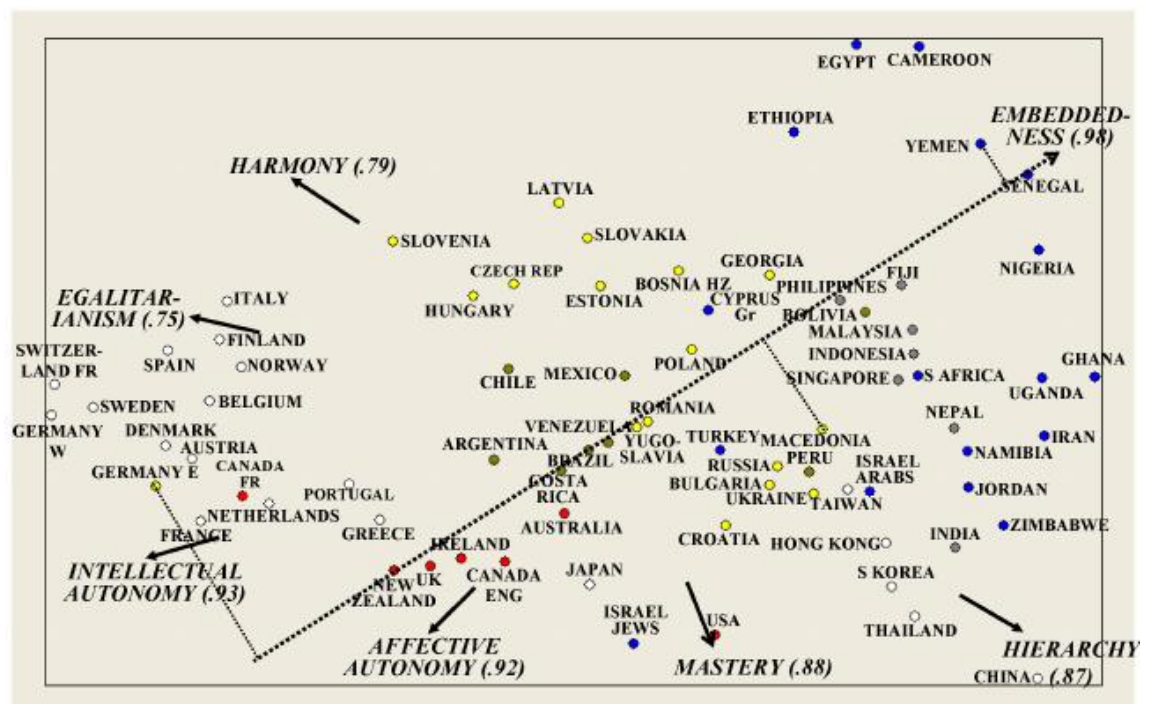 EGYPT
CAMEROON
ETHIOPIA
EMBEDDED-
NESS (.98)
YEMEN
HARMONY (.79)
SENEGAL
LATVIA
SLOVENIA
SLOVAKIA
GEORGIA
NIGERIA
CZECH REP
BOSNIA HZ
FIJI
PHILIPPINES
EGALITAR-
IANISM (.75)
ITALY
HUNGARY
ESTONIA
CYPRUS
Gr
BOLIVIA
MALAYSIA
FINLAND
SWITZER-
LAND FR
SPAIN
NORWAY
POLAND
INDONESIA
GHANA
CHILE
MEXICO
SINGAPORE
S AFRICA
UGANDA
SWEDEN
BELGIUM
ROMANIA
NEPAL
GERMANY
W
DENMARK
VENEZUELA
YUGO-
SLAVIA
TURKEY
MACEDONIA
IRAN
AUSTRIA
ARGENTINA
BRAZIL
RUSSIA
PERU
ISRAEL
ARABS
NAMIBIA
GERMANY E
CANADA
FR
PORTUGAL
COSTA
RICA
BULGARIA
UKRAINE
TAIWAN
JORDAN
NETHERLANDS
GREECE
AUSTRALIA
CROATIA
HONG KONG
INDIA
ZIMBABWE
FRANCE
IRELAND
INTELLECTUAL
AUTONOMY (.93)
NEW
ZEALAND
UK
CANADA
ENG
JAPAN
S KOREA
ISRAEL
JEWS
USA
THAILAND
AFFECTIVE
AUTONOMY (.92)
MASTERY (.88)
HIERARCHY
(.87)
CHINA